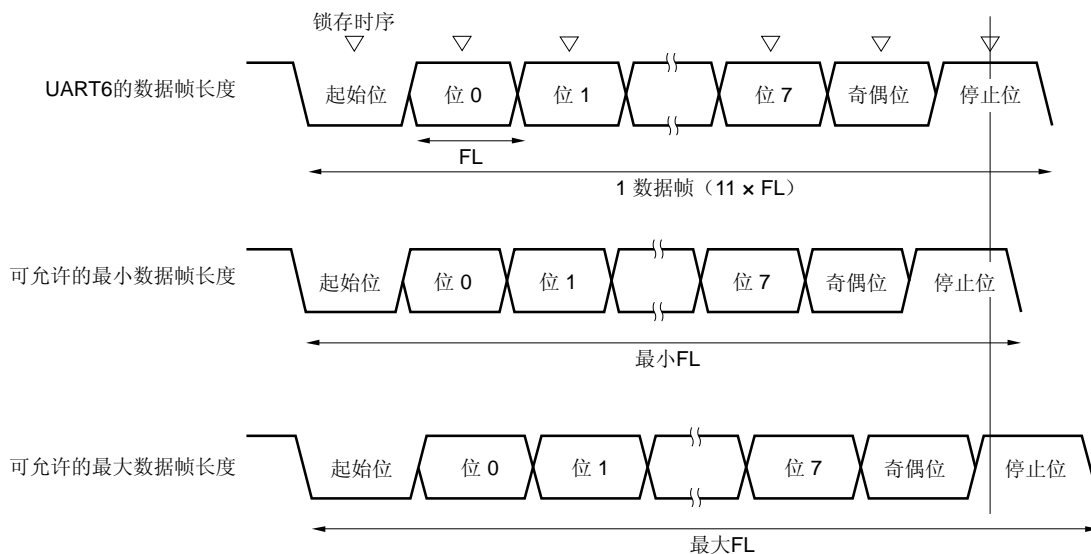 锁存时序
UART6的数据帧长度
起始位 位 0 位 1 位 7 奇偶位 停止位
FL
1 数据帧（11 × FL）
可允许的最小数据帧长度
起始位 位 0 位 1 位 7 奇偶位 停止位
最小FL
可允许的最大数据帧长度
起始位 位 0 位 1 位 7 奇偶位 停止位
最大FL